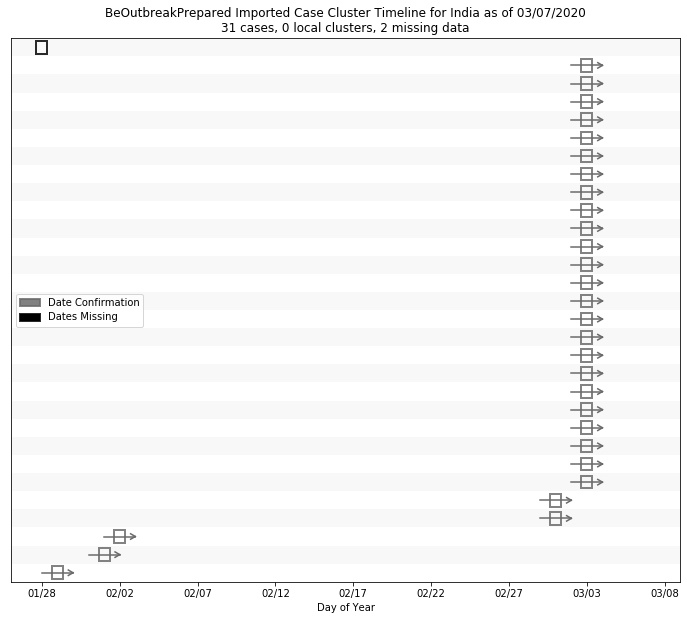 BeOutbreakPrepared Imported Case Cluster Timeline for India as of 03/07/2020
31 cases, 0 local clusters, 2 missing data
Date Confirmation
Dates Missing
01/28 02/02 02/07 02/12 02/17 02/22 02/27 03/03 03/08
Day of Year